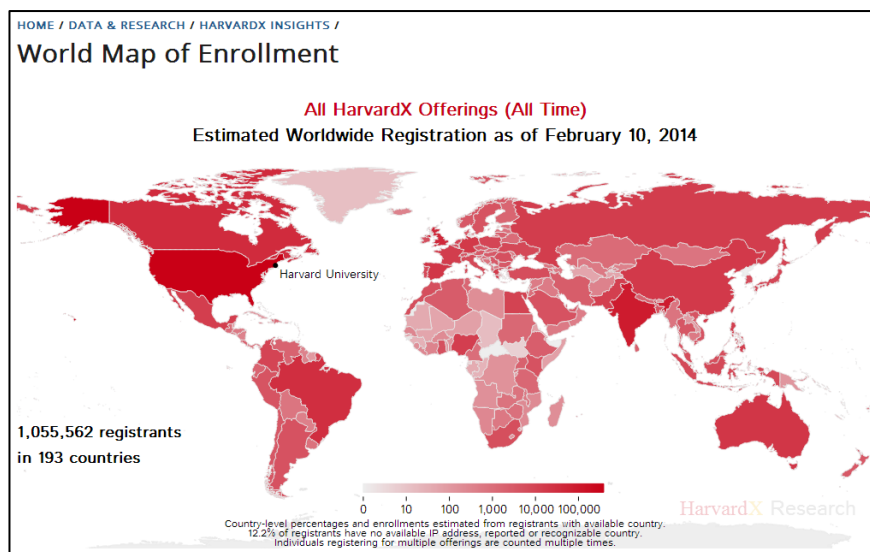 HOME / DATA & RESEARCH / HARVARDX INSIGHTS /
World Map of Enrollment
All HarvardX Offerings (All Time)
Estimated Worldwide Registration as of February 10, 2014
Harvard University
1,055,562 registrants
in 193 countries
0 10 100 1,000 10,000 100,000
HarvardX Research
Country-level percentages and enrollments estimated from registrants with available country.
12.2% of registrants have no available IP address, reported or recognizable country.
Individuals registering for multiple offerings are counted multiple times.